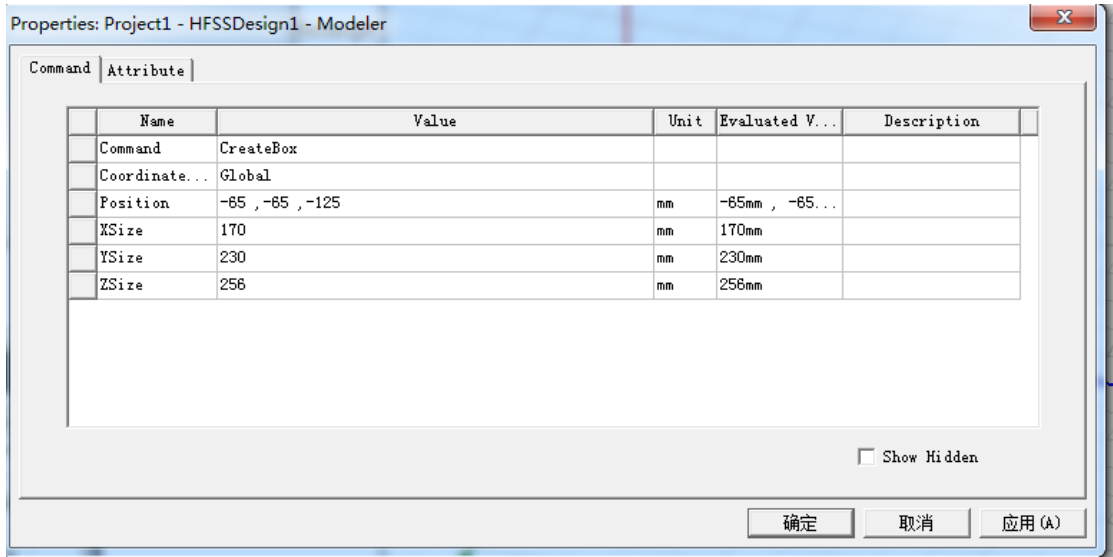 Properties: Project1 - HFSSDesign1 - Modeler
x
Command Attribute
Name Value Unit Evaluated V... Description
Command CreateBox
Coordinate... Global
Position -65 ,-65 ,-125 mm -65mm , -65...
XSize 170 mm 170mm
YSize 230 mm 230mm
ZSize 256 mm 256mm
Show Hidden
确定 取消 应用(A)